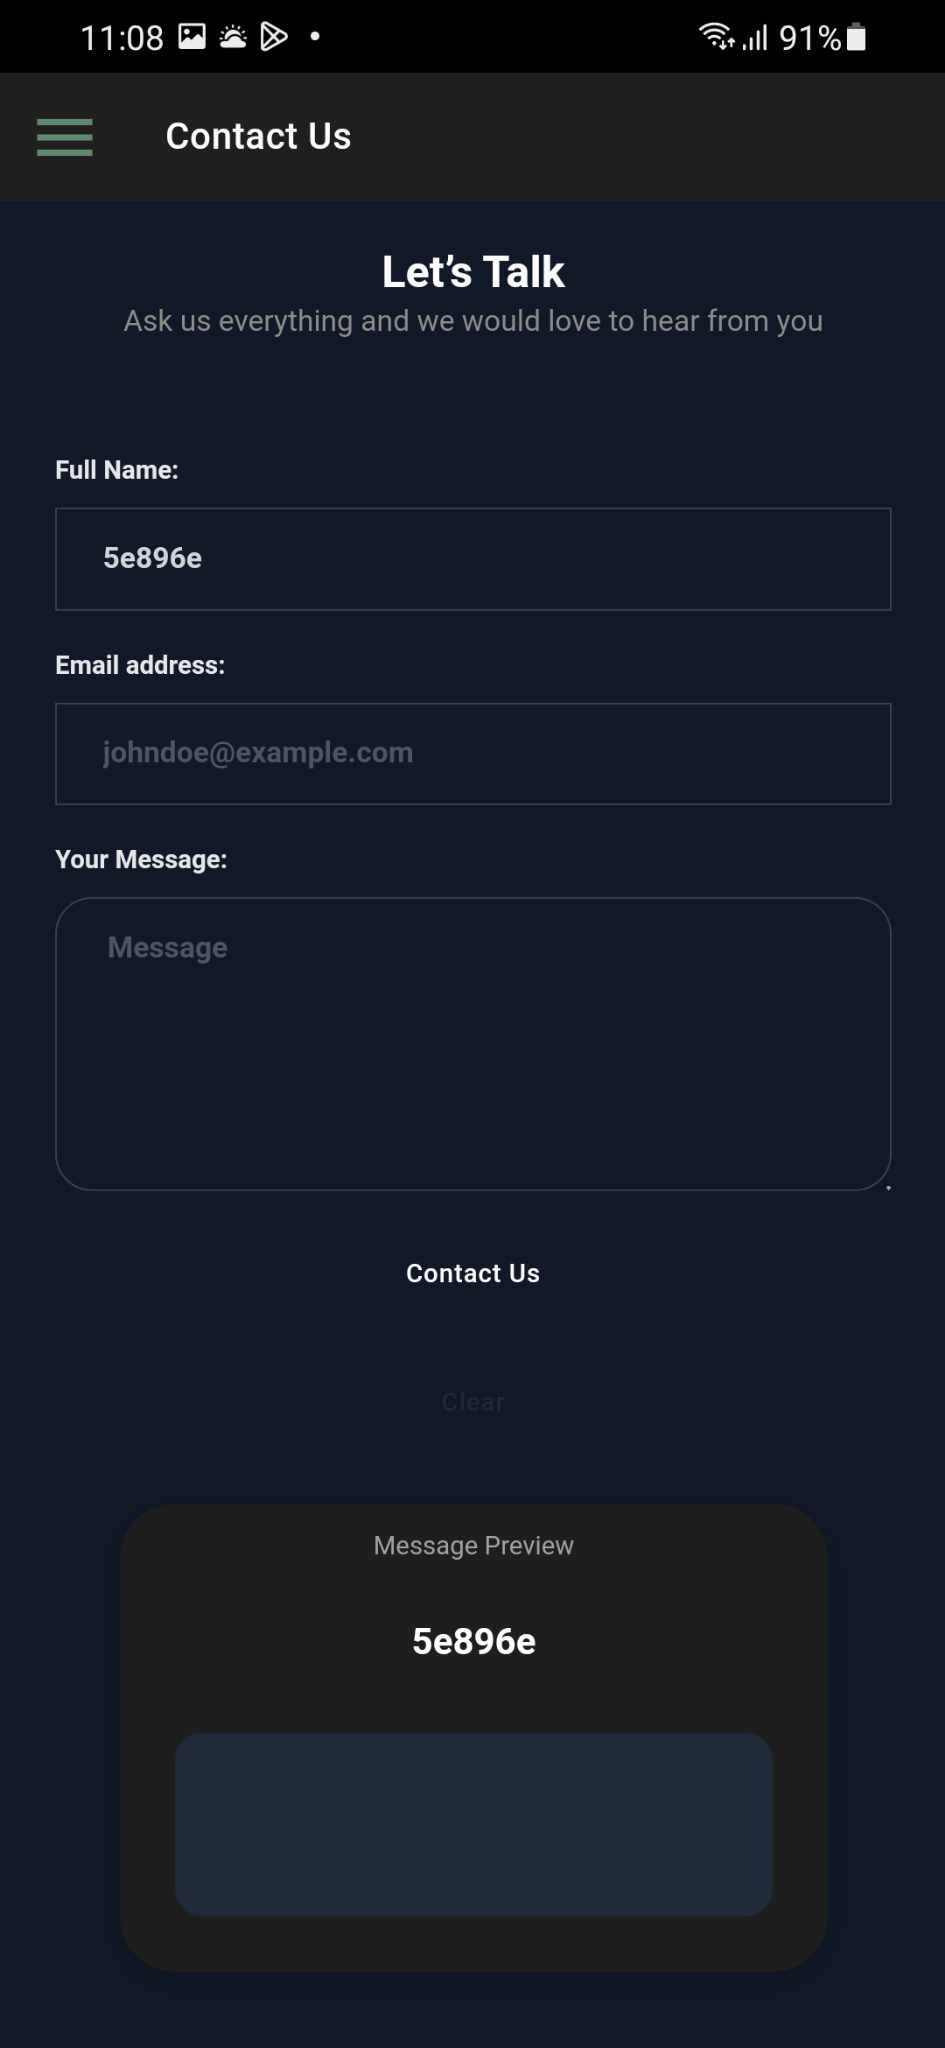 11:08
91%
Contact Us
Let’s Talk
Ask us everything and we would love to hear from you
Full Name:
5e896e
Email address:
johndoe@example.com
Your Message:
Message
Contact Us
Clear
Message Preview
5e896e